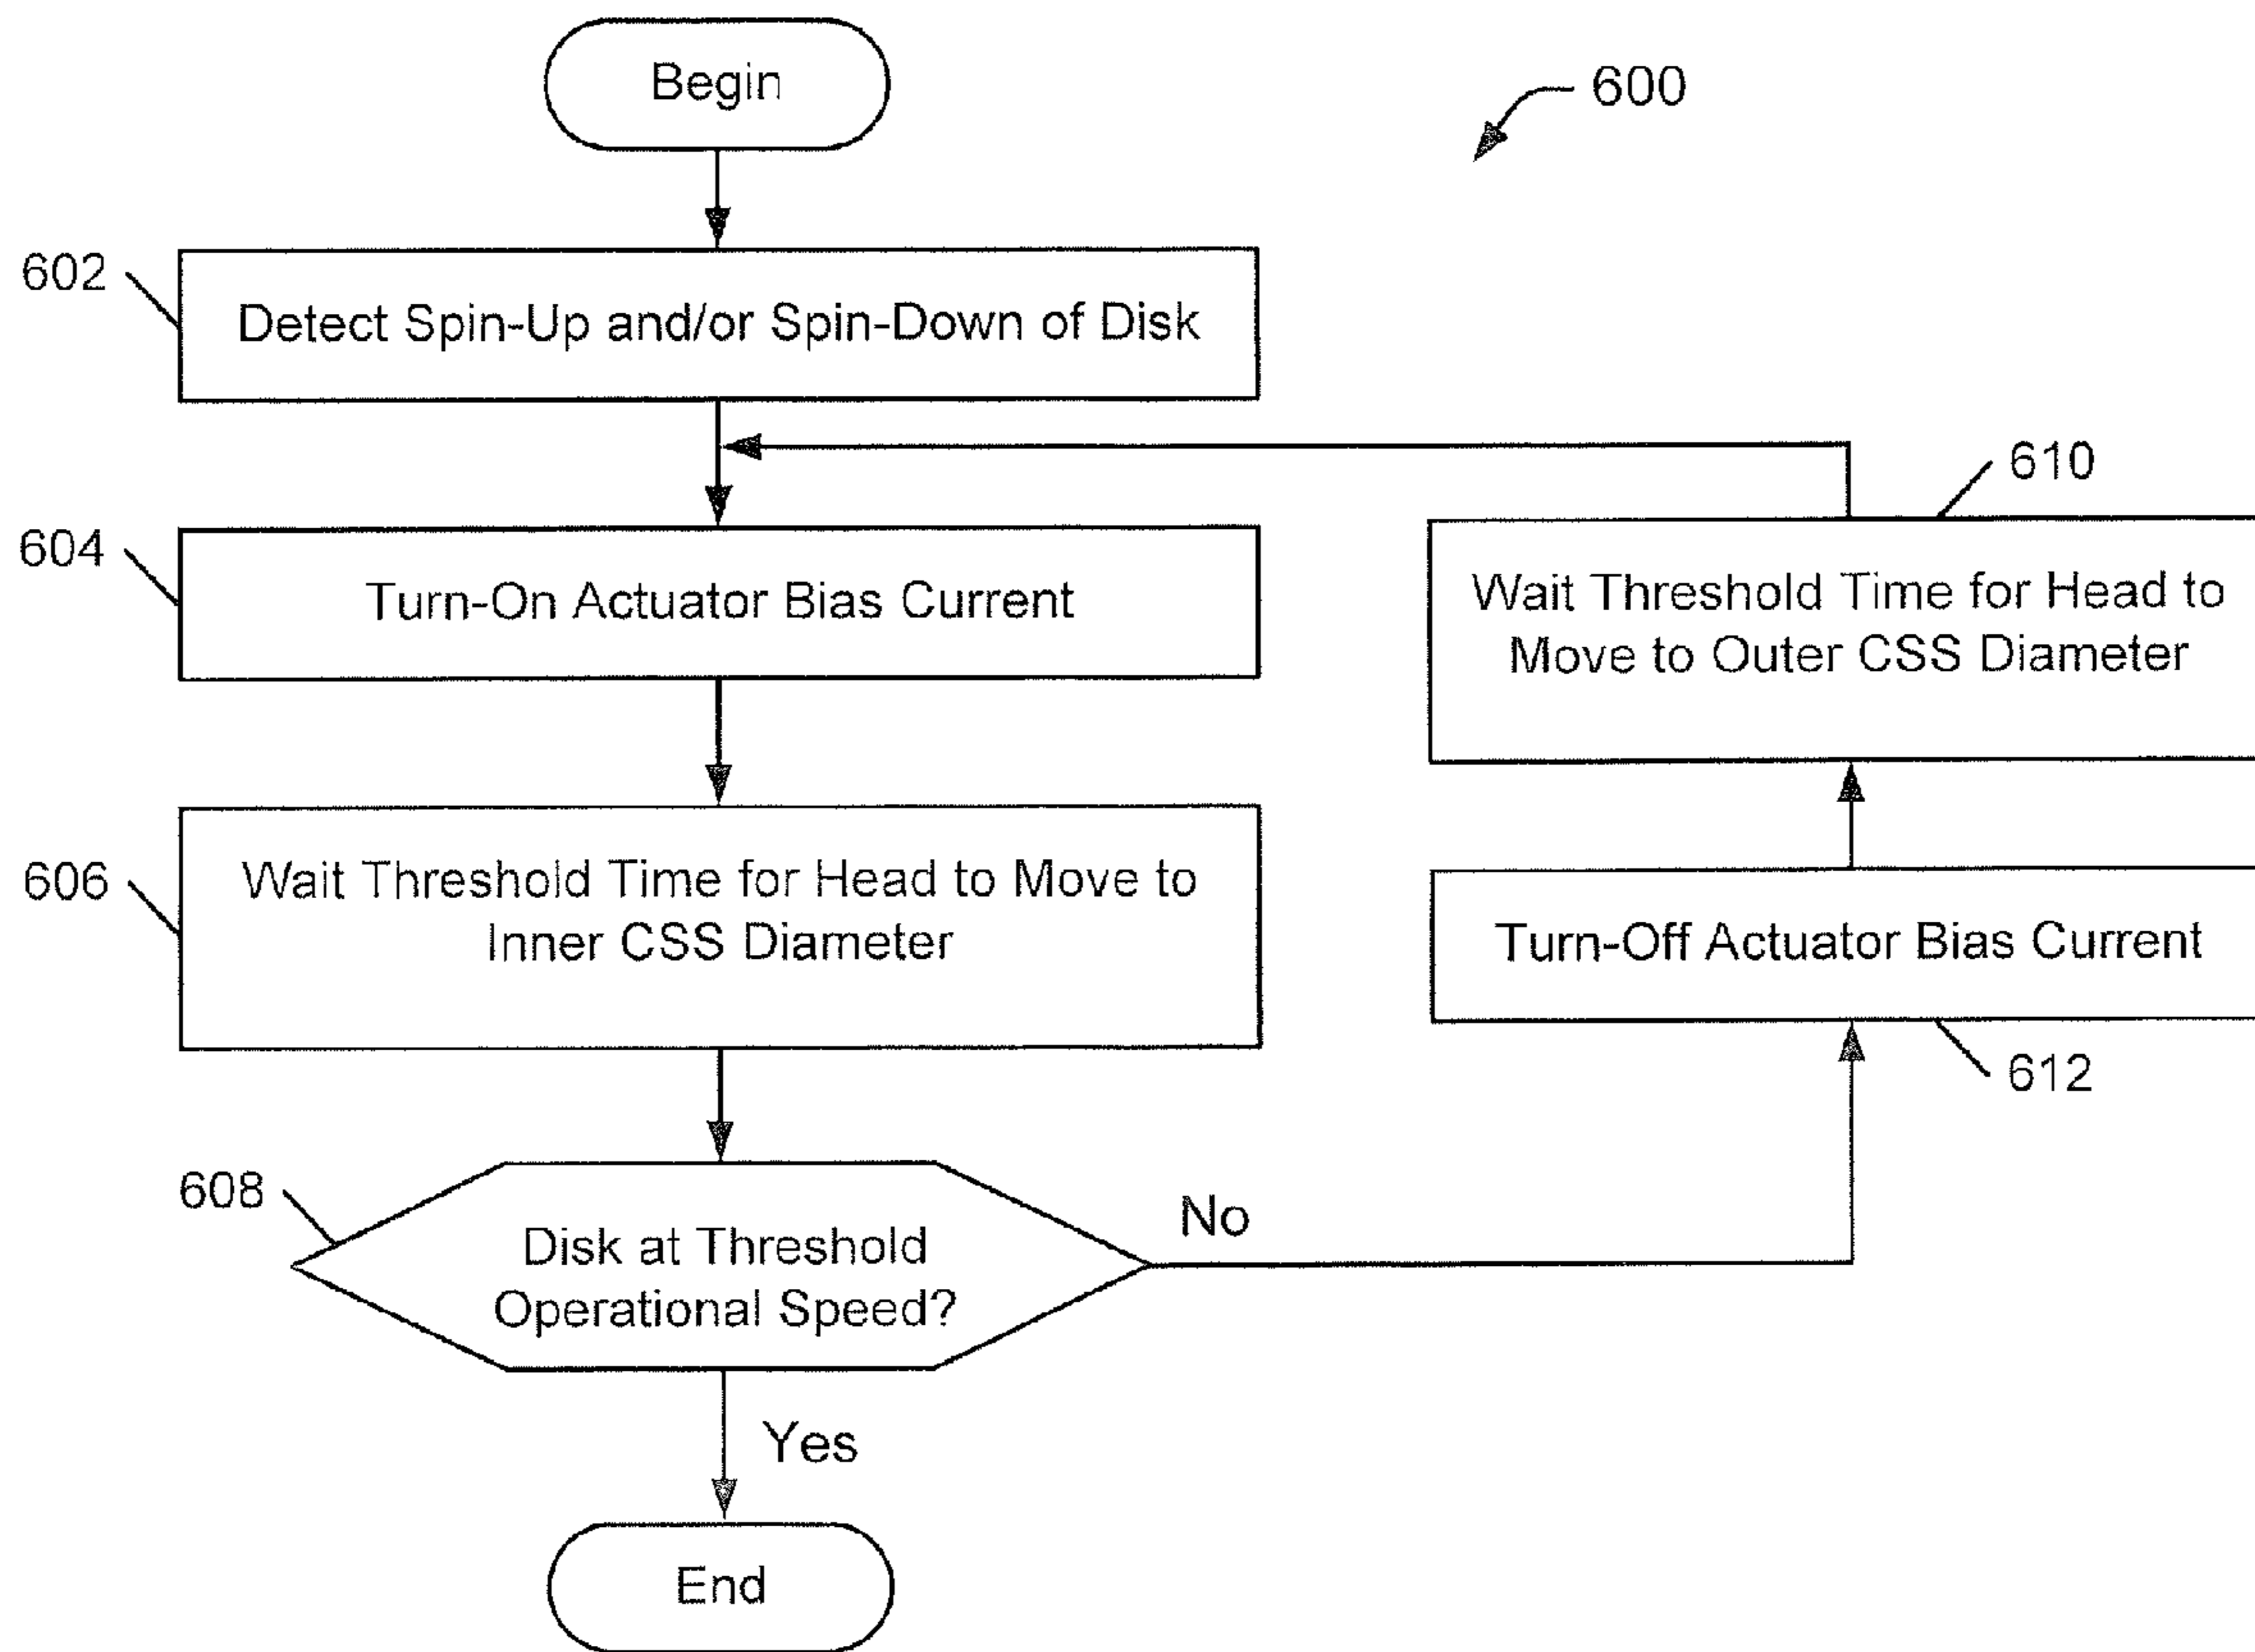 Begin
600
602
Detect Spin-Up and/or Spin-Down of Disk
604
Turn-On Actuator Bias Current
606
Wait Threshold Time for Head to Move to
Inner CSS Diameter
608
Disk at Threshold
Operational Speed?
No
Yes
End
610
Wait Threshold Time for Head to
Move to Outer CSS Diameter
Turn-Off Actuator Bias Current
612